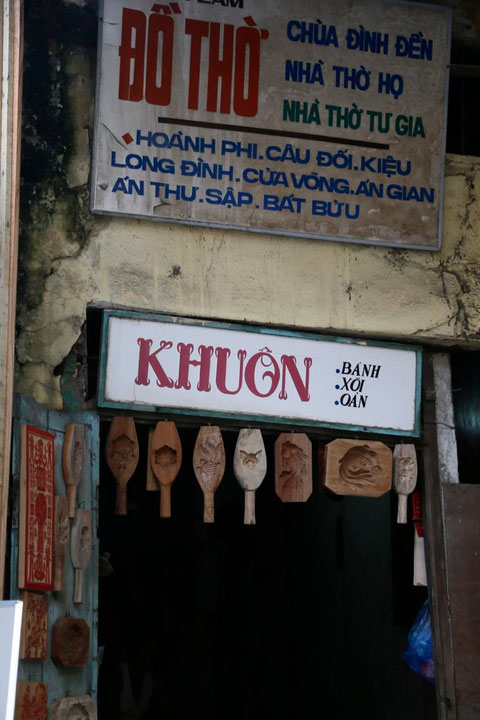 ĐỒ THỜ
CHÙA ĐÌNH ĐỀN
NHÀ THỜ HỌ
NHÀ THỜ TƯ GIA
HOÀNH PHI.CÂU ĐỐI.KIỆU
LONG ĐÌNH.CỬA VÕNG.ÁN GIAN
ÁN THƯ.SẬP.BÁT BỬU
KHUÔN
.BÁNH
.XÔI
.OẢN